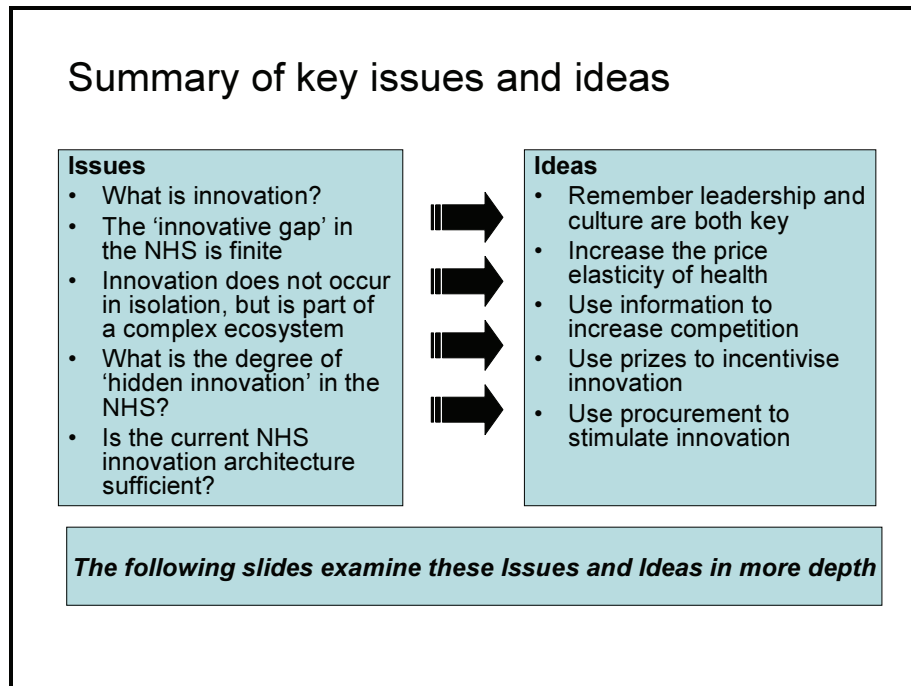 Summary of key issues and ideas
Issues
• What is innovation?
• The ‘innovative gap’ in
the NHS is finite
• Innovation does not occur
in isolation, but is part of
a complex ecosystem
• What is the degree of
‘hidden innovation’ in the
NHS?
• Is the current NHS
innovation architecture
sufficient?
Ideas
• Remember leadership and
culture are both key
• Increase the price
elasticity of health
• Use information to
increase competition
• Use prizes to incentivise
innovation
• Use procurement to
stimulate innovation
The following slides examine these Issues and Ideas in more depth